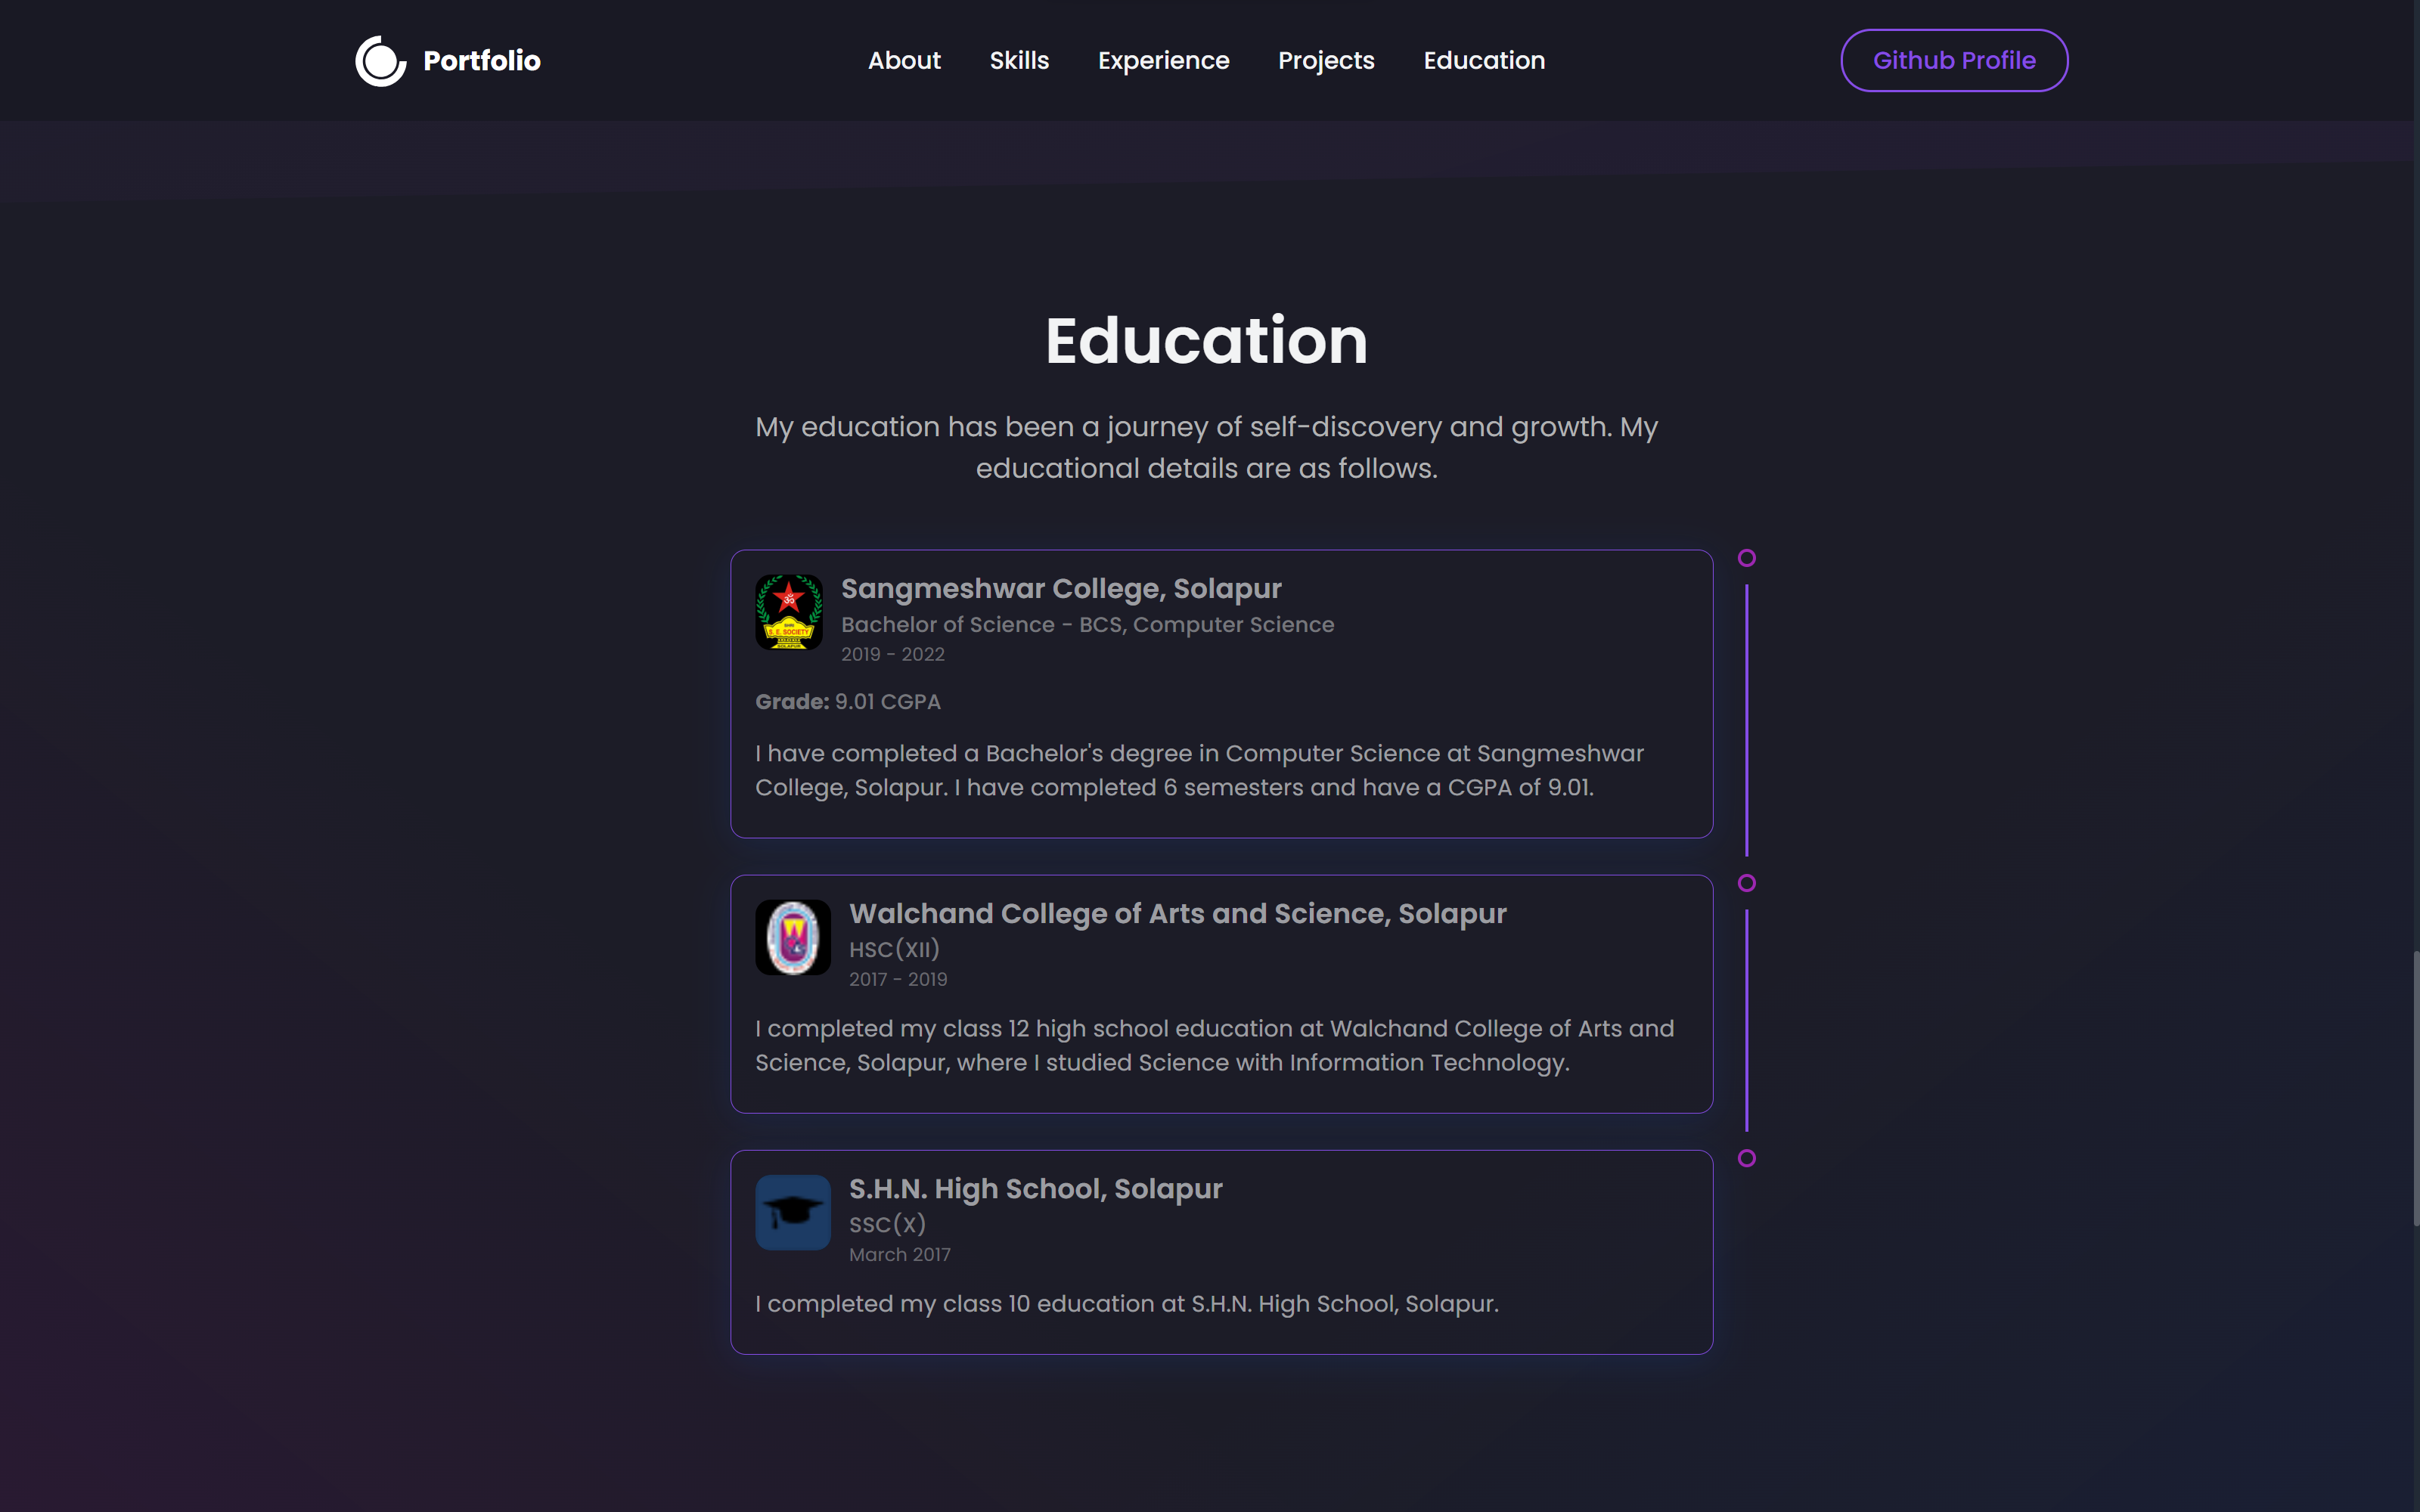 Portfolio
About Skills Experience Projects Education
Github Profile
Education
My education has been a journey of self-discovery and growth. My
educational details are as follows.
SHRI
S. E. SOCIETY
SOLAPUR
Sangmeshwar College, Solapur
Bachelor of Science - BCS, Computer Science
2019 - 2022
Grade: 9.01 CGPA
I have completed a Bachelor's degree in Computer Science at Sangmeshwar
College, Solapur. I have completed 6 semesters and have a CGPA of 9.01.
Walchand College of Arts and Science, Solapur
HSC(XII)
2017 - 2019
I completed my class 12 high school education at Walchand College of Arts and
Science, Solapur, where I studied Science with Information Technology.
S.H.N. High School, Solapur
SSC(X)
March 2017
I completed my class 10 education at S.H.N. High School, Solapur.